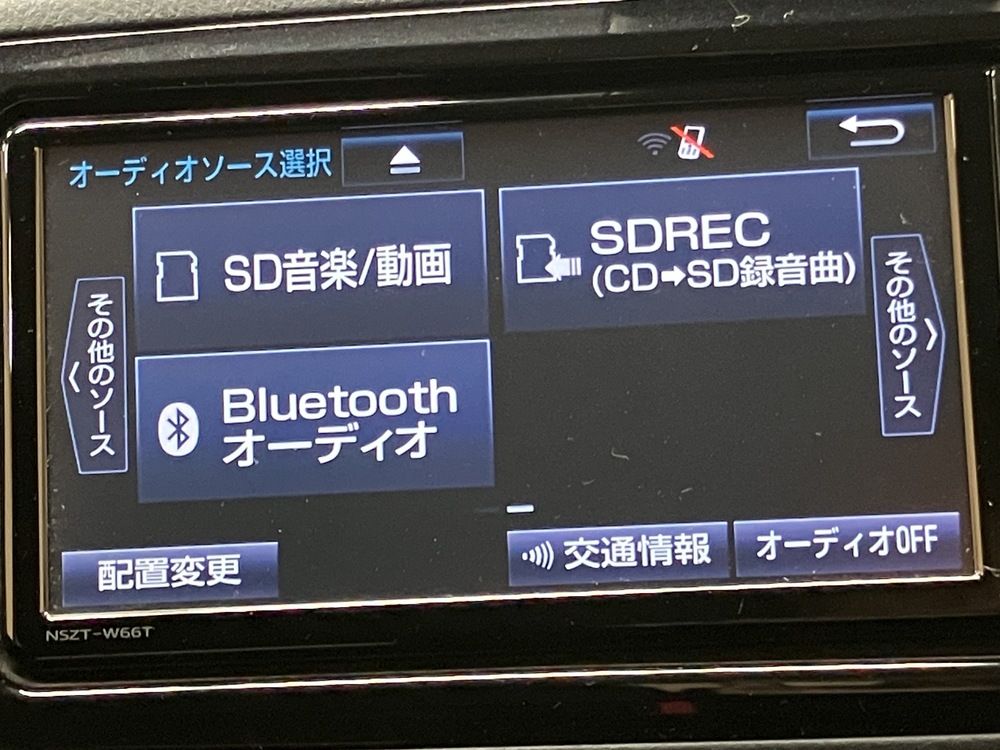 オーディオソース選択
SD音楽/動画
SDREC
(CD➡SD録音曲)
その他のソース
その他のソース
Bluetooth
オーディオ
配置変更
交通情報
オーディオOFF
NSZT-W66T